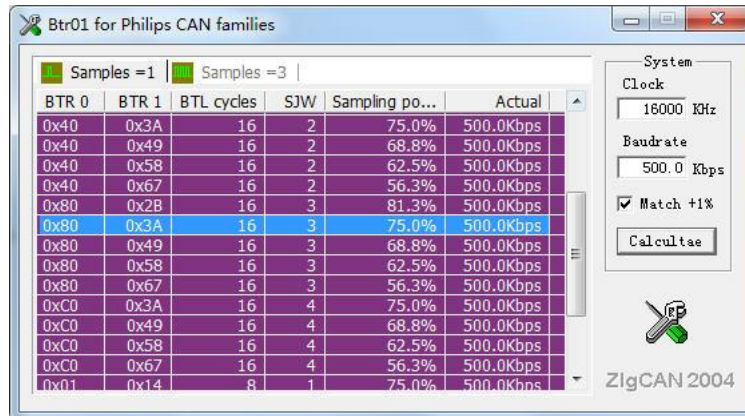 Btr01 for Philips CAN families
Samples =1 Samples =3
BTR 0 BTR 1 BTL cycles SJW Sampling po... Actual
0x40 0x3A 16 2 75.0% 500.0Kbps
0x40 0x49 16 2 68.8% 500.0Kbps
0x40 0x58 16 2 62.5% 500.0Kbps
0x40 0x67 16 2 56.3% 500.0Kbps
0x80 0x2B 16 3 81.3% 500.0Kbps
0x80 0x3A 16 3 75.0% 500.0Kbps
0x80 0x49 16 3 68.8% 500.0Kbps
0x80 0x58 16 3 62.5% 500.0Kbps
0x80 0x67 16 3 56.3% 500.0Kbps
0xC0 0x3A 16 4 75.0% 500.0Kbps
0xC0 0x49 16 4 68.8% 500.0Kbps
0xC0 0x58 16 4 62.5% 500.0Kbps
0xC0 0x67 16 4 56.3% 500.0Kbps
0x01 0x14 8 1 75.0% 500.0Kbps
System
Clock
16000 KHz
Baudrate
500.0 Kbps
Match +1%
Calcultae
ZlgCAN 2004